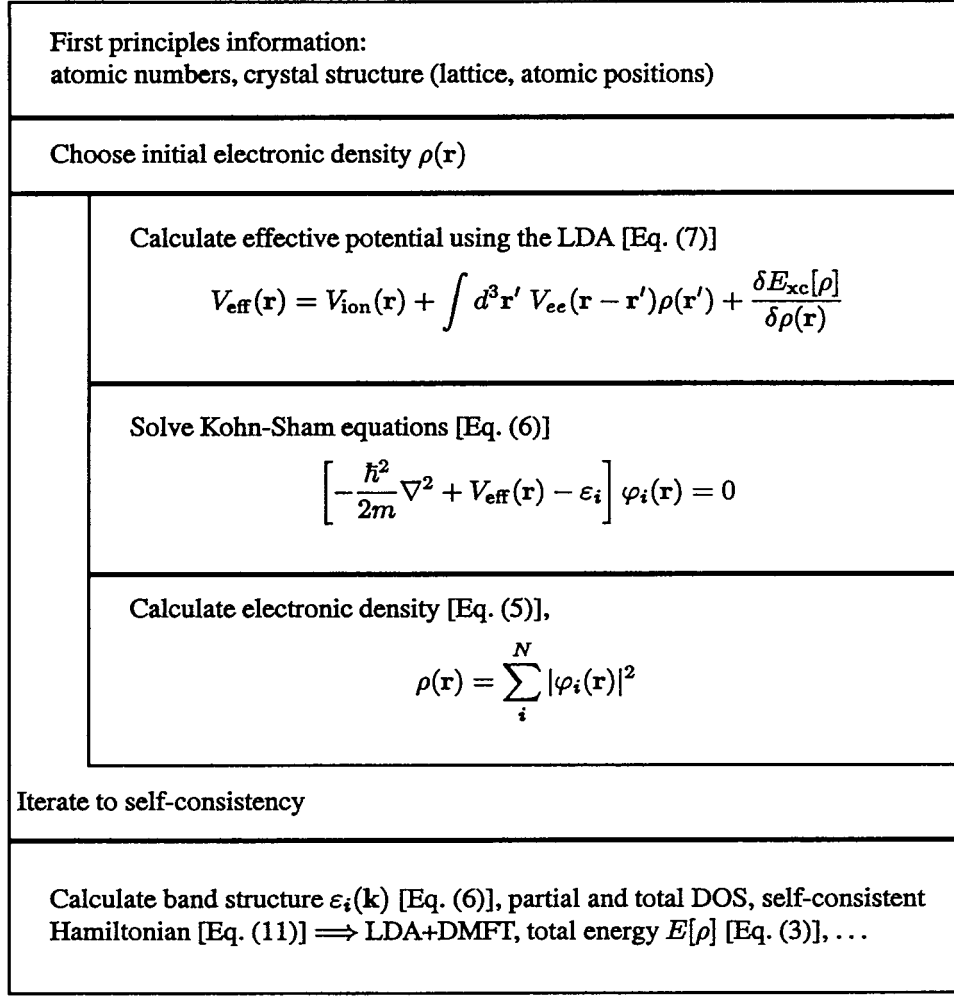 First principles information:
atomic numbers, crystal structure (lattice, atomic positions)
Choose initial electronic density ρ(r)
Calculate effective potential using the LDA [Eq. (7)]
V_eff(r) = V_ion(r) + ∫ d³r′ V_ee(r − r′)ρ(r′) + δE_xc[ρ]/δρ(r)
Solve Kohn-Sham equations [Eq. (6)]
[−ħ²/2m ∇² + V_eff(r) − ε_i] φ_i(r) = 0
Calculate electronic density [Eq. (5)],
ρ(r) = ∑_i^N |φ_i(r)|²
Iterate to self-consistency
Calculate band structure ε_i(k) [Eq. (6)], partial and total DOS, self-consistent
Hamiltonian [Eq. (11)] ⟹ LDA+DMFT, total energy E[ρ] [Eq. (3)], …